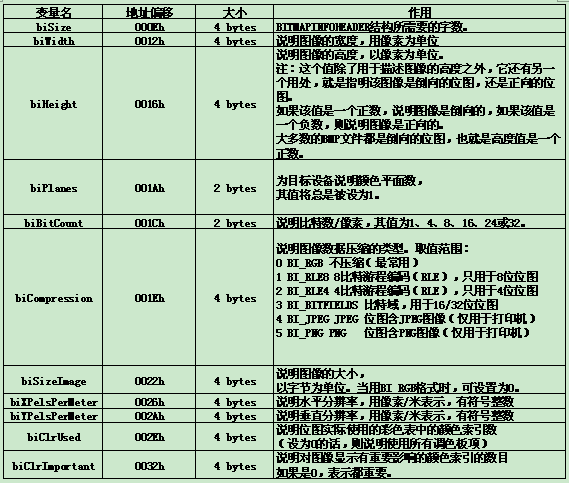 变量名 地址偏移 大小 作用
biSize 000Eh 4 bytes BITMAPINFOHEADER结构所需要的字数。
biWidth 0012h 4 bytes 说明图像的宽度，用像素为单位
biHeight 0016h 4 bytes 说明图像的高度，以像素为单位。
注：这个值除了用于描述图像的高度之外，它还有另一
个用处，就是指明该图像是倒向的位图，还是正向的位
图。
如果该值是一个正数，说明图像是倒向的，如果该值是
一个负数，则说明图像是正向的。
大多数的BMP文件都是倒向的位图，也就是高度值是一个
正数。
biPlanes 001Ah 2 bytes 为目标设备说明颜色平面数，
其值将总是被设为1。
biBitCount 001Ch 2 bytes 说明比特数/像素，其值为1、4、8、16、24或32。
biCompression 001Eh 4 bytes 说明图像数据压缩的类型。取值范围：
0 BI_RGB 不压缩（最常用）
1 BI_RLE8 8比特游程编码（RLE），只用于8位位图
2 BI_RLE4 4比特游程编码（RLE），只用于4位位图
3 BI_BITFIELDS 比特域，用于16/32位位图
4 BI_JPEG JPEG 位图含JPEG图像（仅用于打印机）
5 BI_PNG PNG 位图含PNG图像（仅用于打印机）
biSizeImage 0022h 4 bytes 说明图像的大小，
以字节为单位。当用BI_RGB格式时，可设置为0。
biXPelsPerMeter 0026h 4 bytes 说明水平分辨率，用像素/米表示，有符号整数
biYPelsPerMeter 002Ah 4 bytes 说明垂直分辨率，用像素/米表示，有符号整数
biClrUsed 002Eh 4 bytes 说明位图实际使用的彩色表中的颜色索引数
（设为0的话，则说明使用所有调色板项）
biClrImportant 0032h 4 bytes 说明对图像显示有重要影响的颜色索引的数目
如果是0，表示都重要。